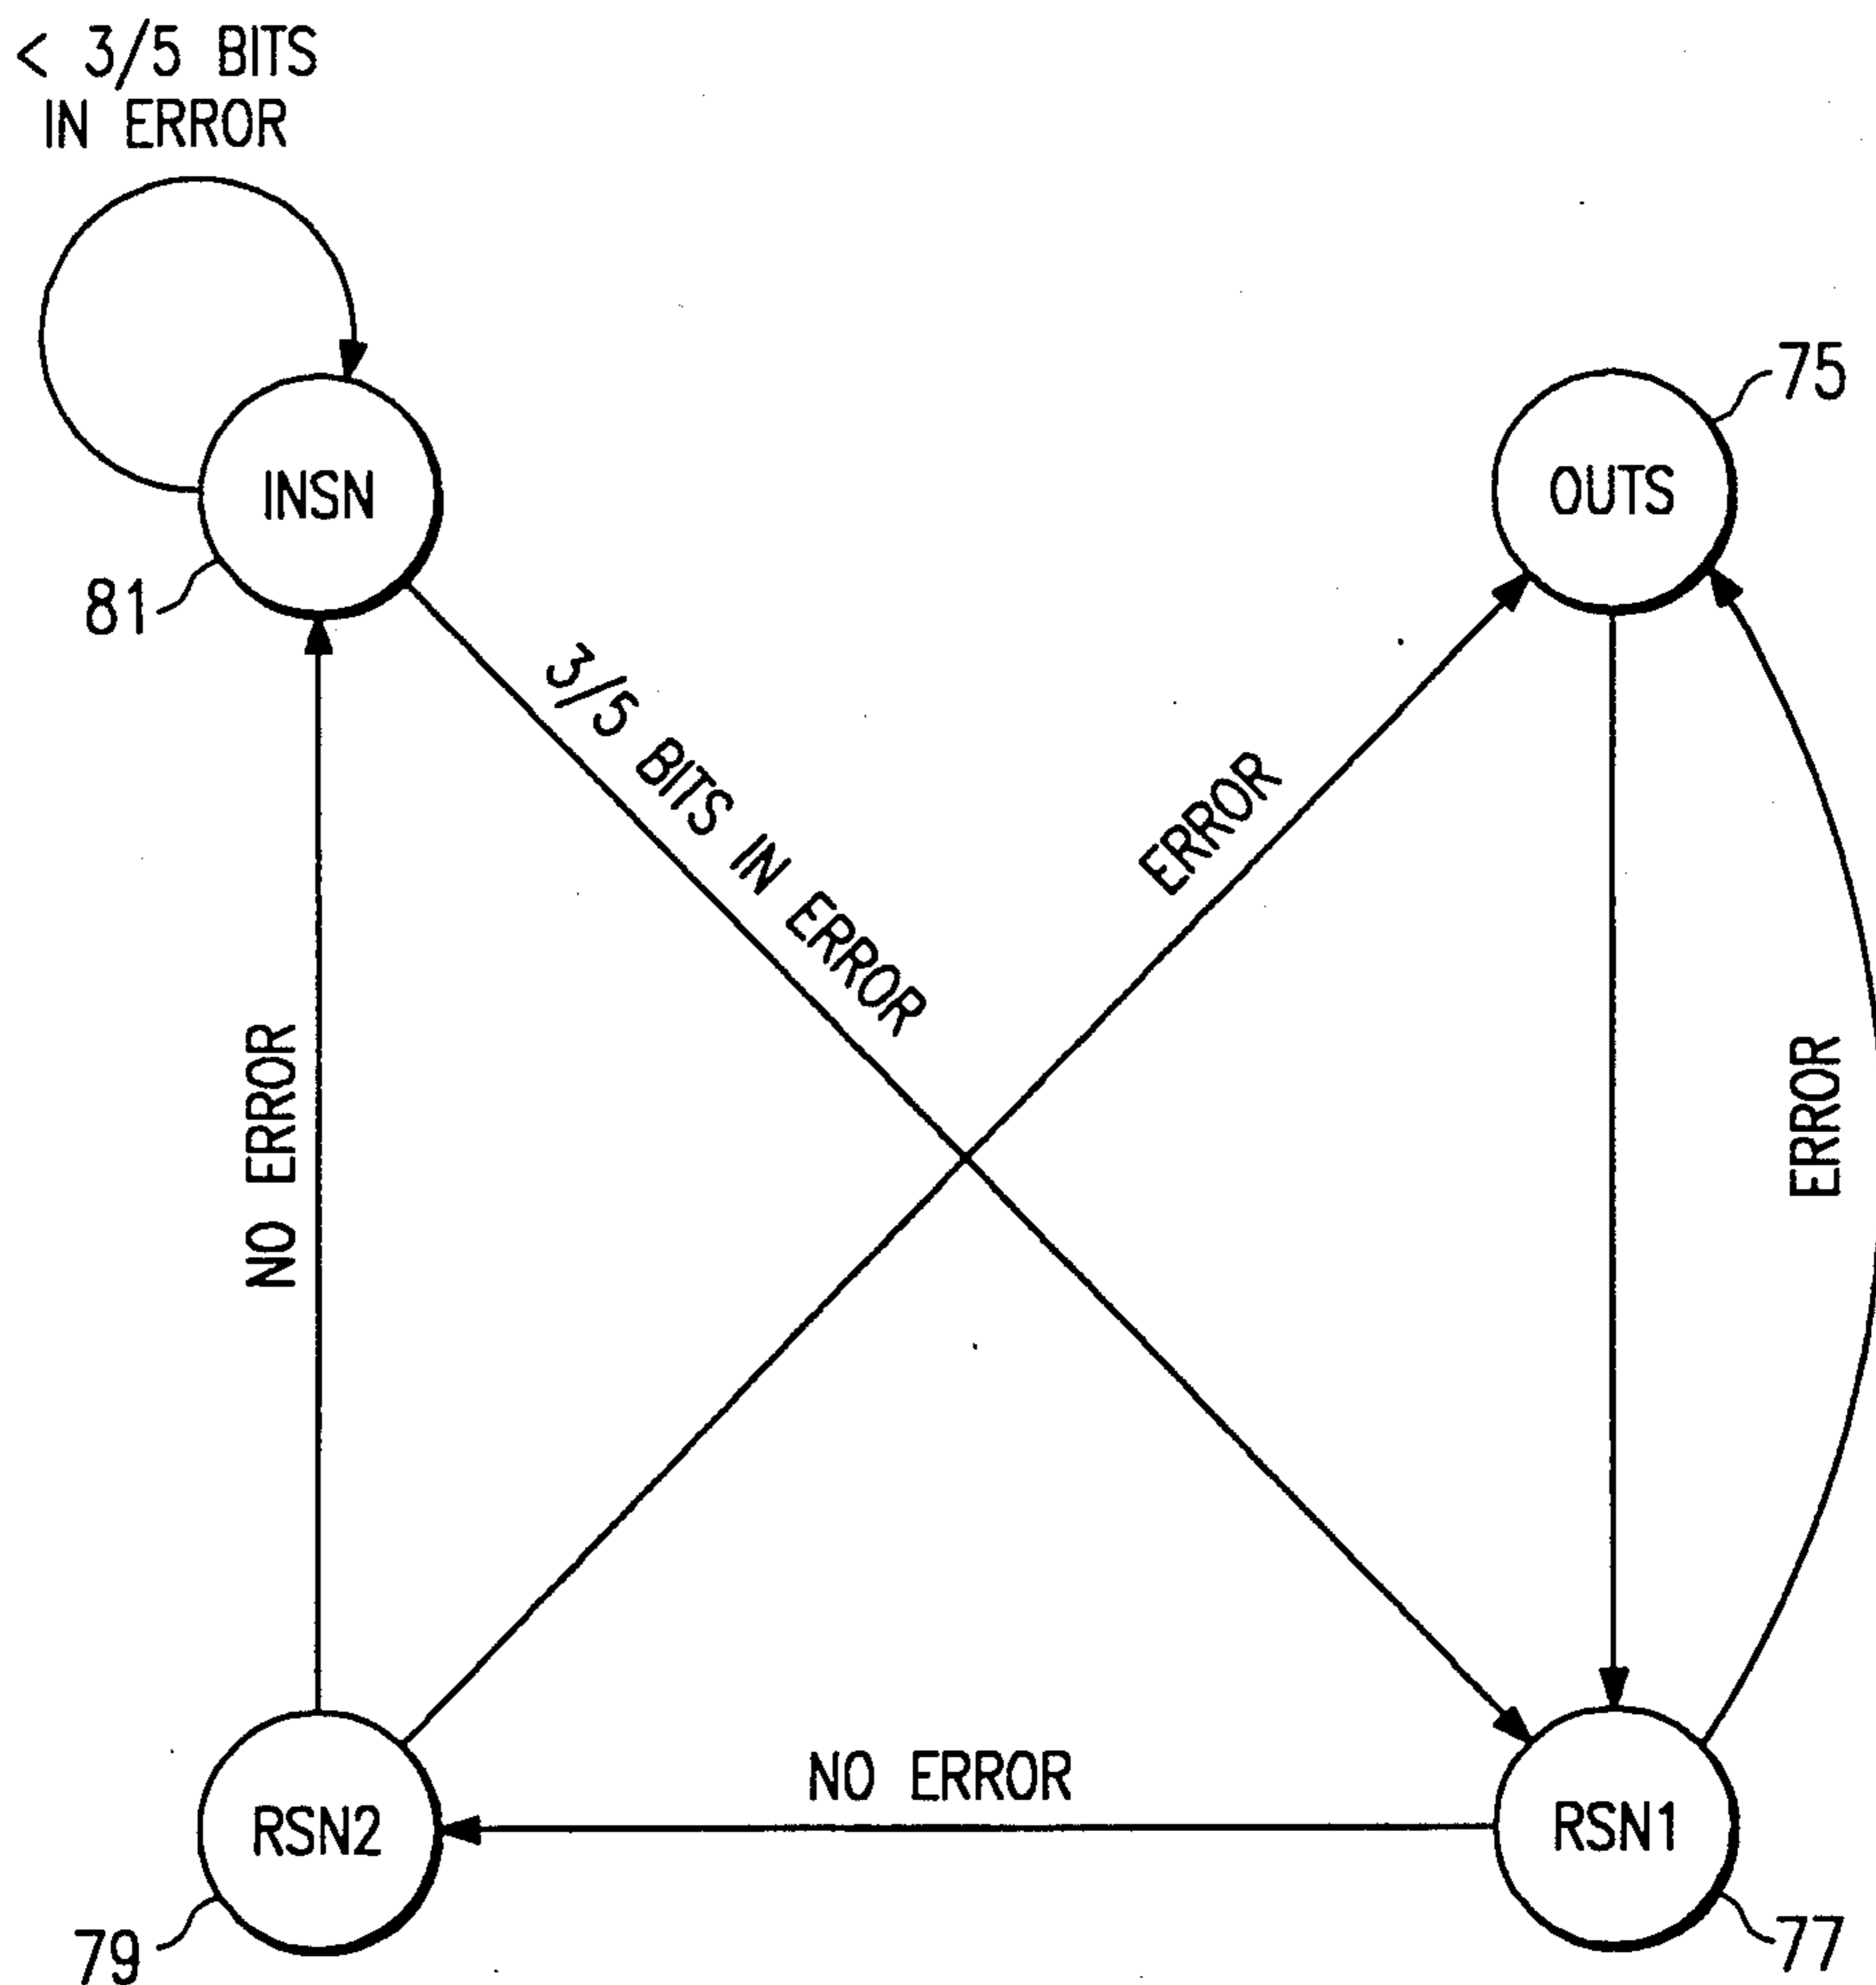 < 3/5 BITS
IN ERROR
INSN
81
OUTS
75
3/5 BITS IN ERROR
ERROR
NO ERROR
ERROR
NO ERROR
RSN2
79
RSN1
77